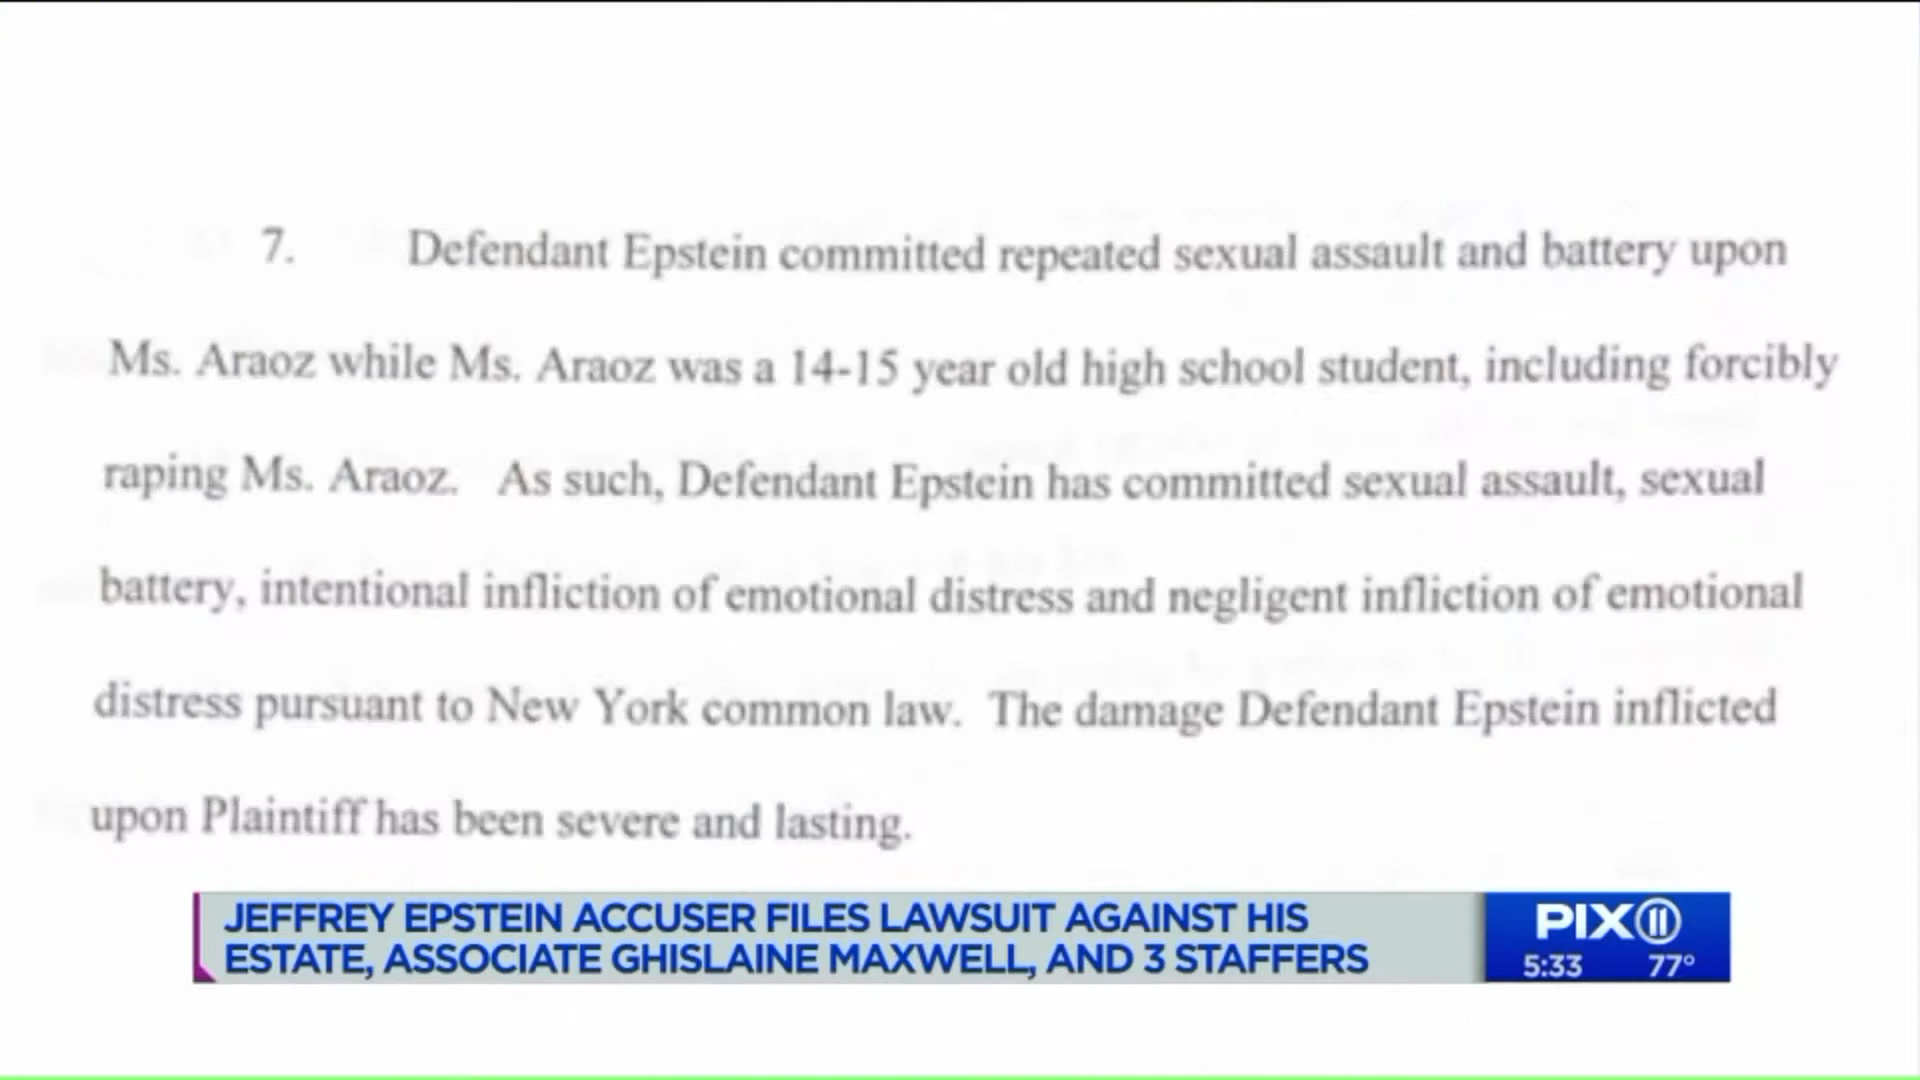 7. Defendant Epstein committed repeated sexual assault and battery upon
Ms. Araoz while Ms. Araoz was a 14-15 year old high school student, including forcibly
raping Ms. Araoz. As such, Defendant Epstein has committed sexual assault, sexual
battery, intentional infliction of emotional distress and negligent infliction of emotional
distress pursuant to New York common law. The damage Defendant Epstein inflicted
upon Plaintiff has been severe and lasting.
JEFFREY EPSTEIN ACCUSER FILES LAWSUIT AGAINST HIS
ESTATE, ASSOCIATE GHISLAINE MAXWELL, AND 3 STAFFERS
PIX 11
5:33 77°